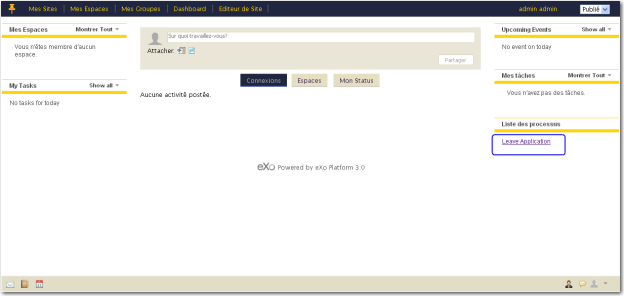 Mes Sites Mes Espaces Mes Groupes Dashboard Editeur de Site admin admin Publié
Mes Espaces Montrer Tout
Vous n'êtes membre d'aucun
espace.
My Tasks Show all
No tasks for today
Sur quoi travaillez-vous?
Attacher:
Partager
Connexions Espaces Mon Status
Aucune activité postée.
eXo Powered by eXo Platform 3.0
Upcoming Events Show all
No event on today
Mes tâches Montrer Tout
Vous n'avez pas des tâches.
Liste des processus
Leave Application